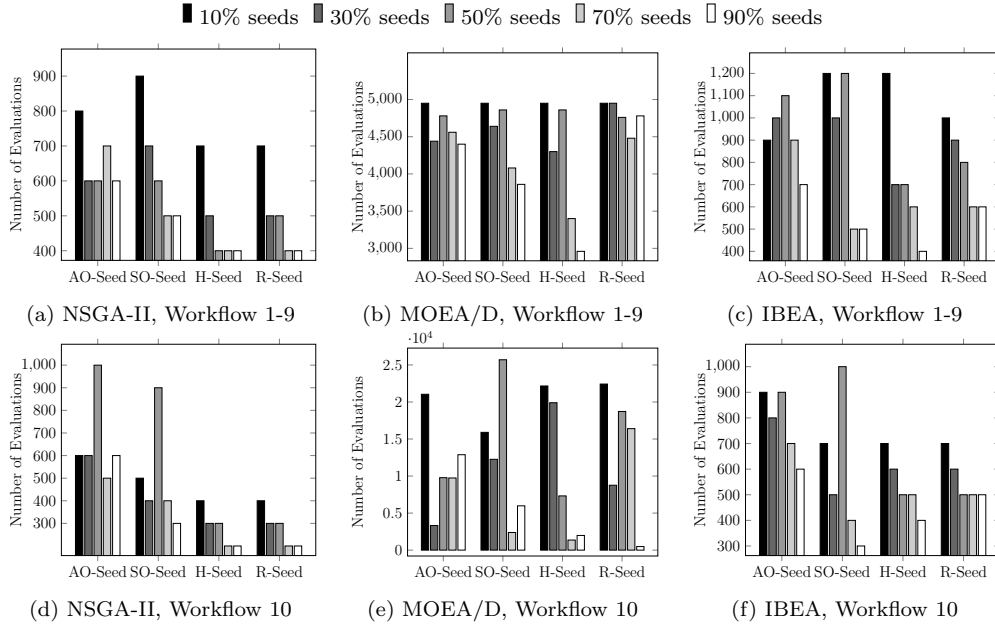 10% seeds 30% seeds 50% seeds 70% seeds 90% seeds
Number of Evaluations
900
800
700
600
500
400
AO-Seed SO-Seed H-Seed R-Seed
(a) NSGA-II, Workflow 1-9
Number of Evaluations
5,000
4,500
4,000
3,500
3,000
AO-Seed SO-Seed H-Seed R-Seed
(b) MOEA/D, Workflow 1-9
Number of Evaluations
1,200
1,100
1,000
900
800
700
600
500
400
AO-Seed SO-Seed H-Seed R-Seed
(c) IBEA, Workflow 1-9
Number of Evaluations
1,000
900
800
700
600
500
400
300
AO-Seed SO-Seed H-Seed R-Seed
(d) NSGA-II, Workflow 10
·10⁴
Number of Evaluations
2.5
2
1.5
1
0.5
0
AO-Seed SO-Seed H-Seed R-Seed
(e) MOEA/D, Workflow 10
Number of Evaluations
1,000
900
800
700
600
500
400
300
AO-Seed SO-Seed H-Seed R-Seed
(f) IBEA, Workflow 10